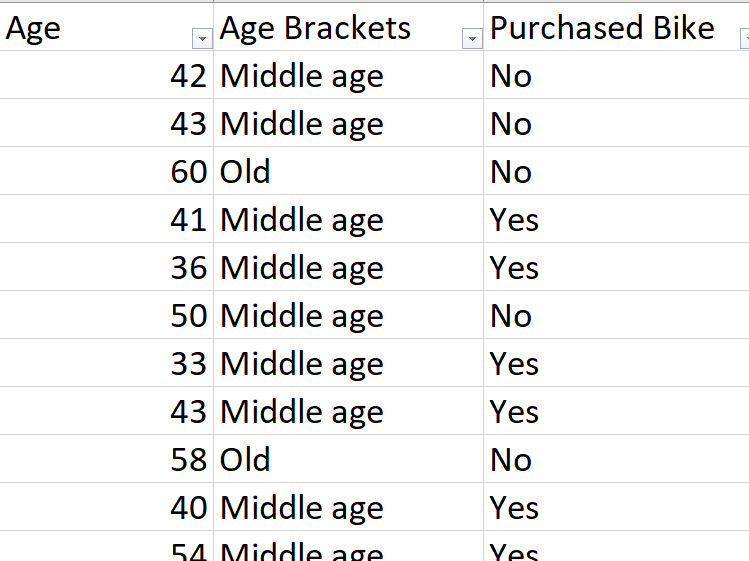 Age Age Brackets Purchased Bike
42 Middle age No
43 Middle age No
60 Old No
41 Middle age Yes
36 Middle age Yes
50 Middle age No
33 Middle age Yes
43 Middle age Yes
58 Old No
40 Middle age Yes
54 Middle age Yes